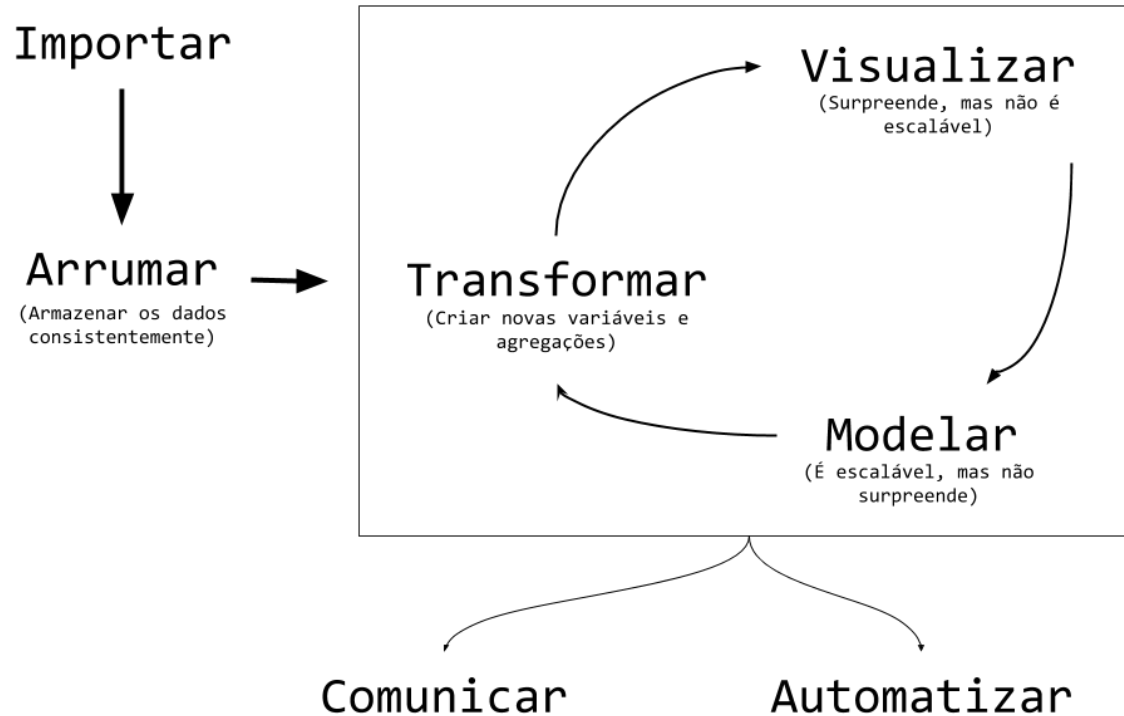 Importar
Arrumar
(Armazenar os dados
consistentemente)
Transformar
(Criar novas variáveis e
agregações)
Visualizar
(Surpreende, mas não é
escalável)
Modelar
(É escalável, mas não
surpreende)
Comunicar
Automatizar